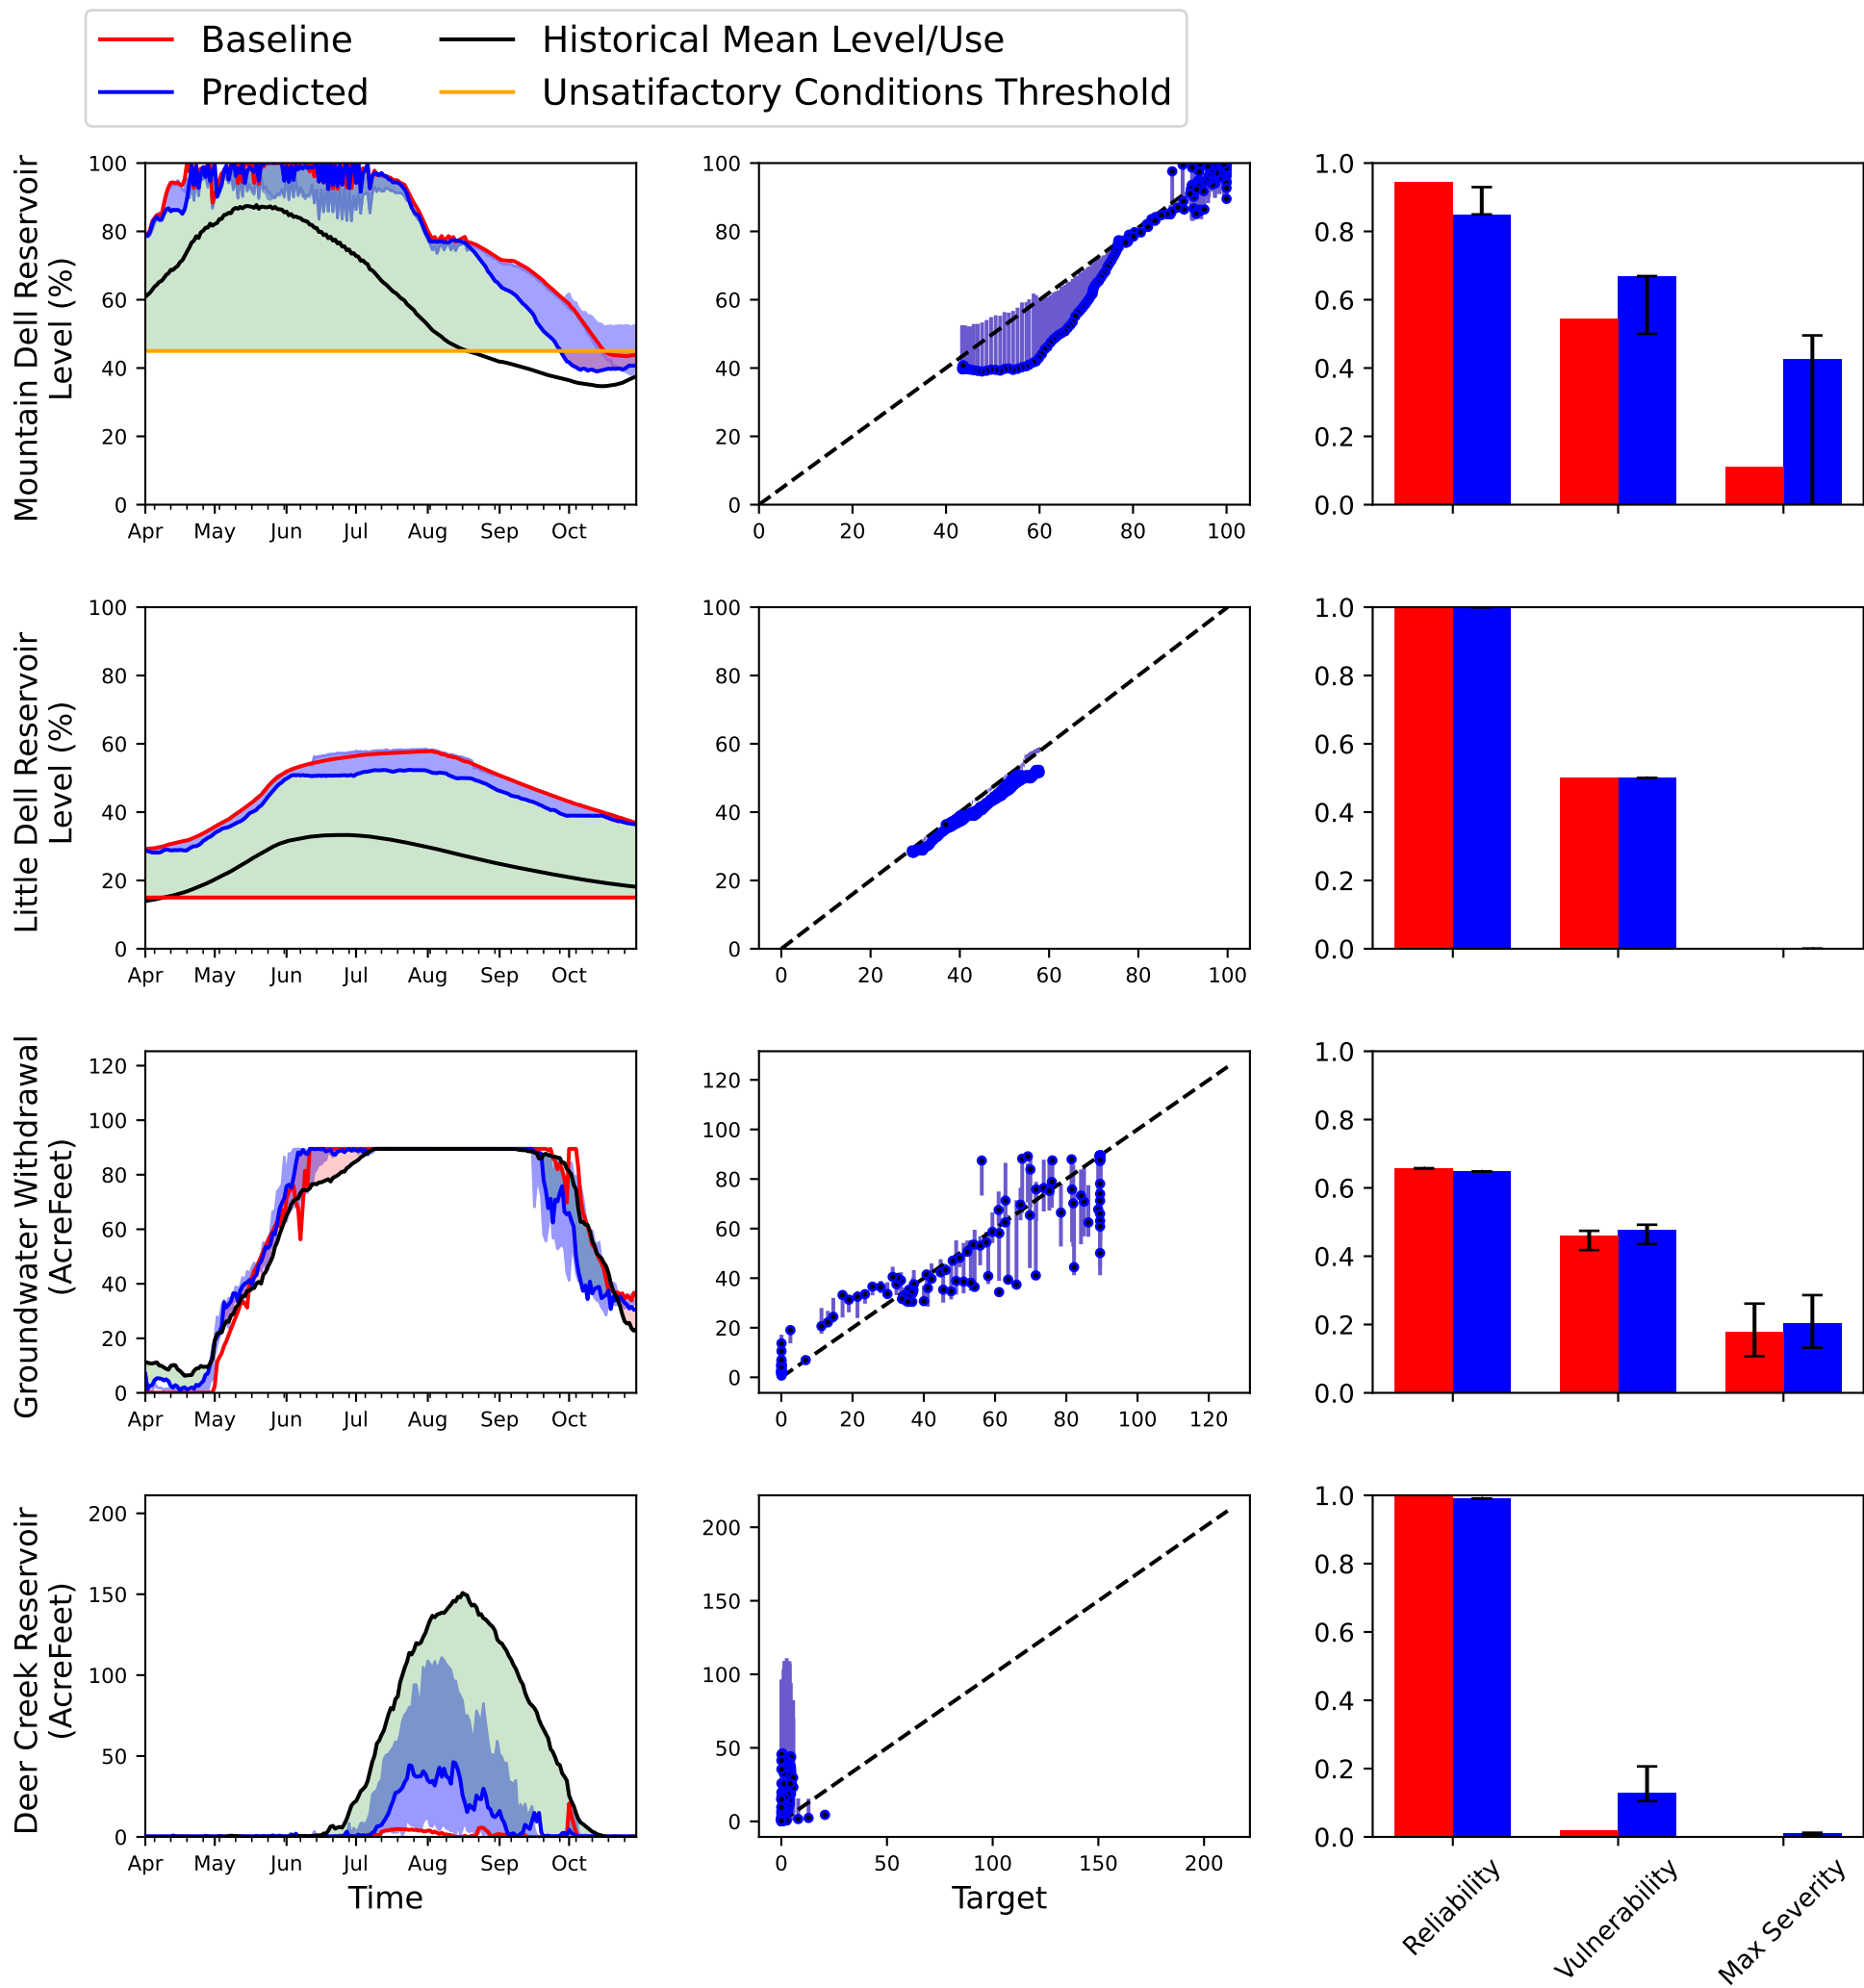 Baseline
Historical Mean Level/Use
Predicted
Unsatifactory Conditions Threshold
Mountain Dell Reservoir
Level (%)
100
80
60
40
20
0
Apr May Jun Jul Aug Sep Oct
100
80
60
40
20
0
0 20 40 60 80 100
1.0
0.8
0.6
0.4
0.2
0.0
Little Dell Reservoir
Level (%)
100
80
60
40
20
0
Apr May Jun Jul Aug Sep Oct
100
80
60
40
20
0
0 20 40 60 80 100
1.0
0.8
0.6
0.4
0.2
0.0
Groundwater Withdrawal
(AcreFeet)
120
100
80
60
40
20
0
Apr May Jun Jul Aug Sep Oct
120
100
80
60
40
20
0
0 20 40 60 80 100 120
1.0
0.8
0.6
0.4
0.2
0.0
Deer Creek Reservoir
(AcreFeet)
200
150
100
50
0
Apr May Jun Jul Aug Sep Oct
Time
200
150
100
50
0
0 50 100 150 200
Target
1.0
0.8
0.6
0.4
0.2
0.0
Reliability
Vulnerability
Max Severity